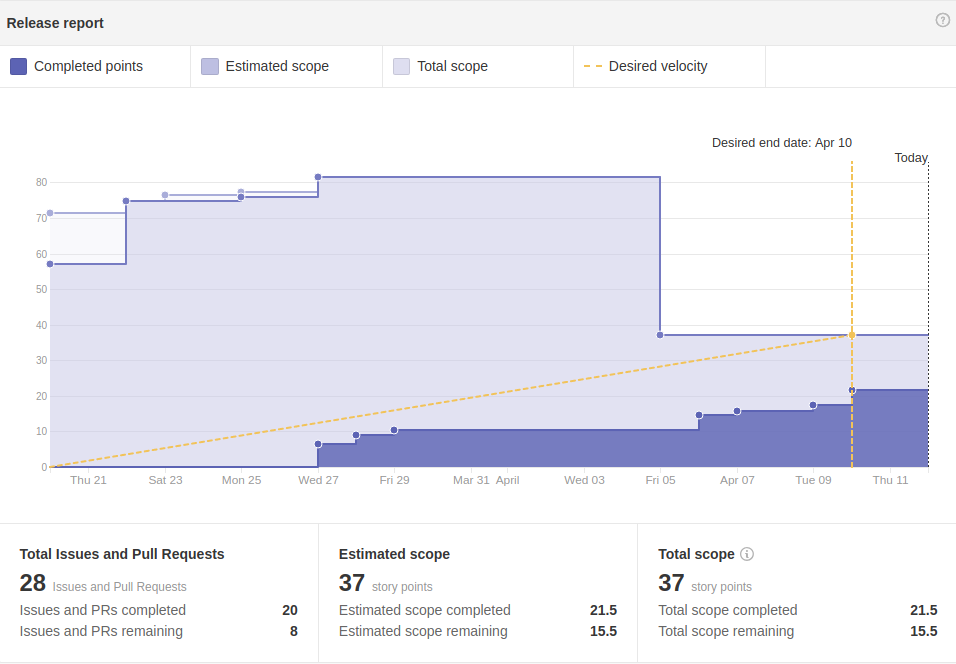 Release report
Completed points
Estimated scope
Total scope
Desired velocity
Desired end date: Apr 10
Today
80
70
60
50
40
30
20
10
0
Thu 21 Sat 23 Mon 25 Wed 27 Fri 29 Mar 31 April Wed 03 Fri 05 Apr 07 Tue 09 Thu 11
Total Issues and Pull Requests
28 Issues and Pull Requests
Issues and PRs completed 20
Issues and PRs remaining 8
Estimated scope
37 story points
Estimated scope completed 21.5
Estimated scope remaining 15.5
Total scope
37 story points
Total scope completed 21.5
Total scope remaining 15.5